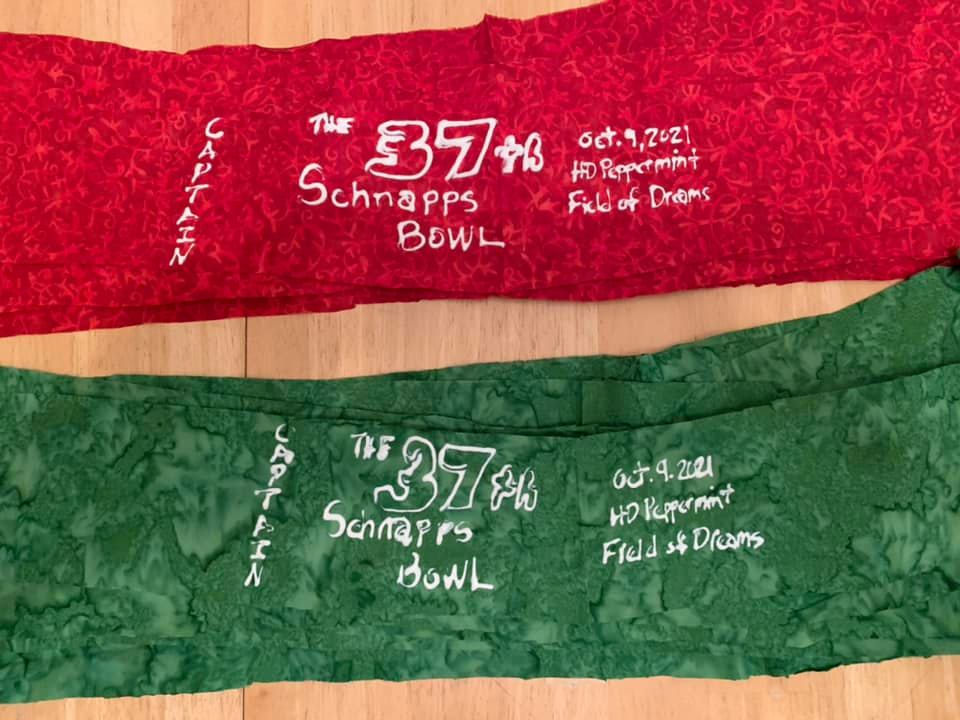 CAPTAIN
THE 37th
Schnapps
BOWL
Oct. 9, 2021
HD Peppermint
Field of Dreams
CAPTAIN
THE 37th
Schnapps
BOWL
Oct. 9. 2021
HD Peppermint
Field of Dreams